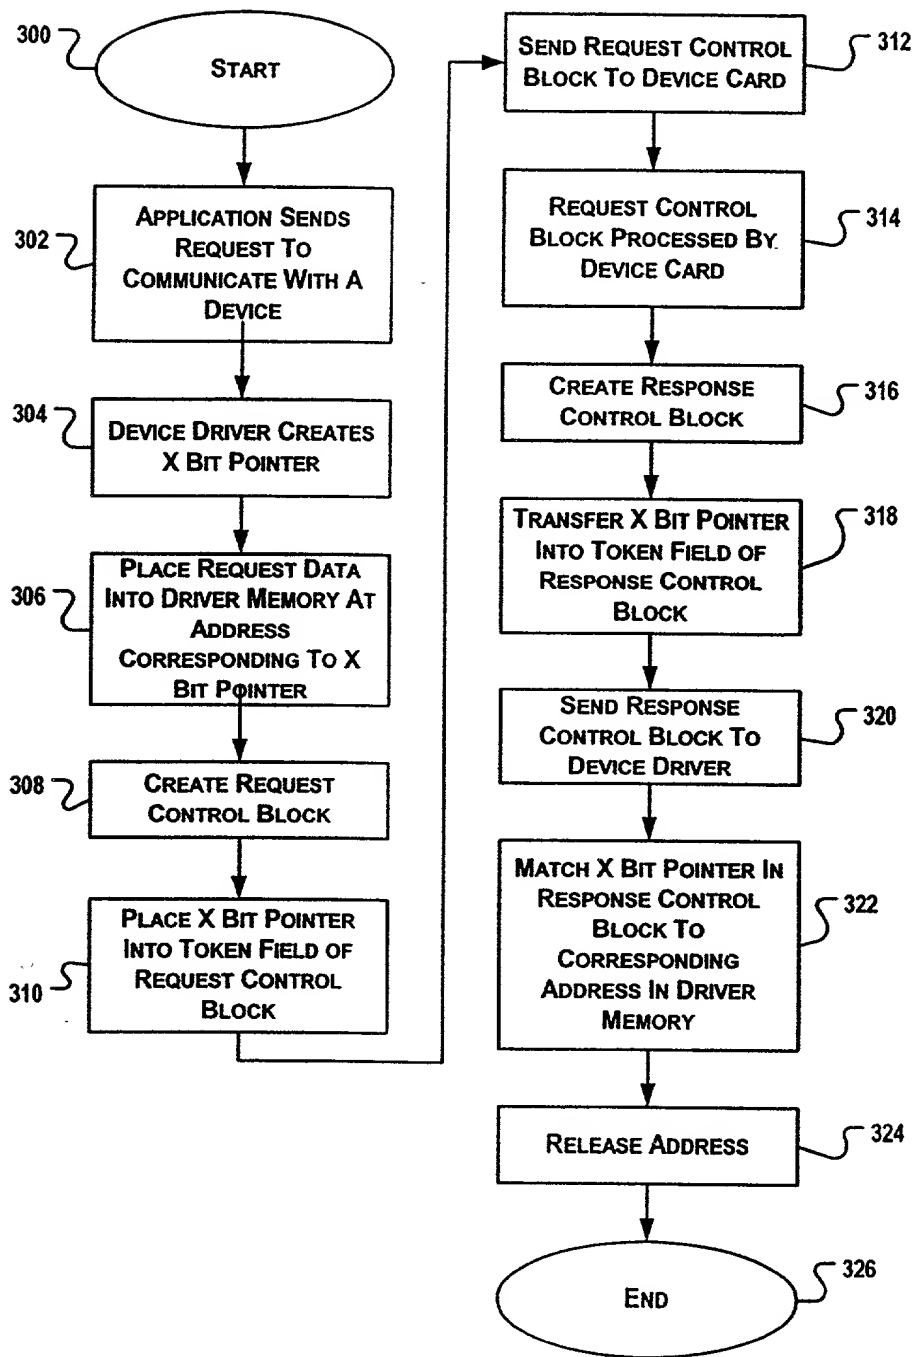 300
START
302
APPLICATION SENDS
REQUEST TO
COMMUNICATE WITH A
DEVICE
304
DEVICE DRIVER CREATES
X BIT POINTER
306
PLACE REQUEST DATA
INTO DRIVER MEMORY AT
ADDRESS
CORRESPONDING TO X
BIT POINTER
308
CREATE REQUEST
CONTROL BLOCK
310
PLACE X BIT POINTER
INTO TOKEN FIELD OF
REQUEST CONTROL
BLOCK
SEND REQUEST CONTROL
BLOCK TO DEVICE CARD
312
REQUEST CONTROL
BLOCK PROCESSED BY
DEVICE CARD
314
CREATE RESPONSE
CONTROL BLOCK
316
TRANSFER X BIT POINTER
INTO TOKEN FIELD OF
RESPONSE CONTROL
BLOCK
318
SEND RESPONSE
CONTROL BLOCK TO
DEVICE DRIVER
320
MATCH X BIT POINTER IN
RESPONSE CONTROL
BLOCK TO
CORRESPONDING
ADDRESS IN DRIVER
MEMORY
322
RELEASE ADDRESS
324
END
326